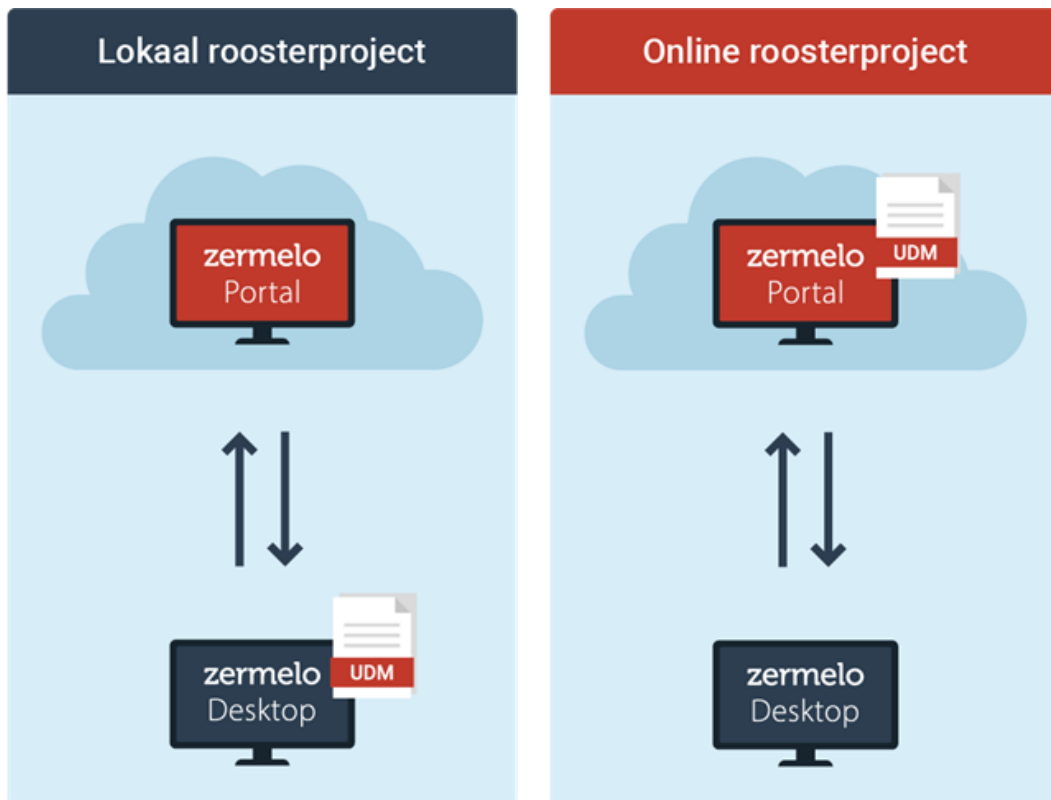 Lokaal roosterproject
zermelo
Portal
UDM
zermelo
Desktop
Online roosterproject
zermelo
Portal
UDM
zermelo
Desktop